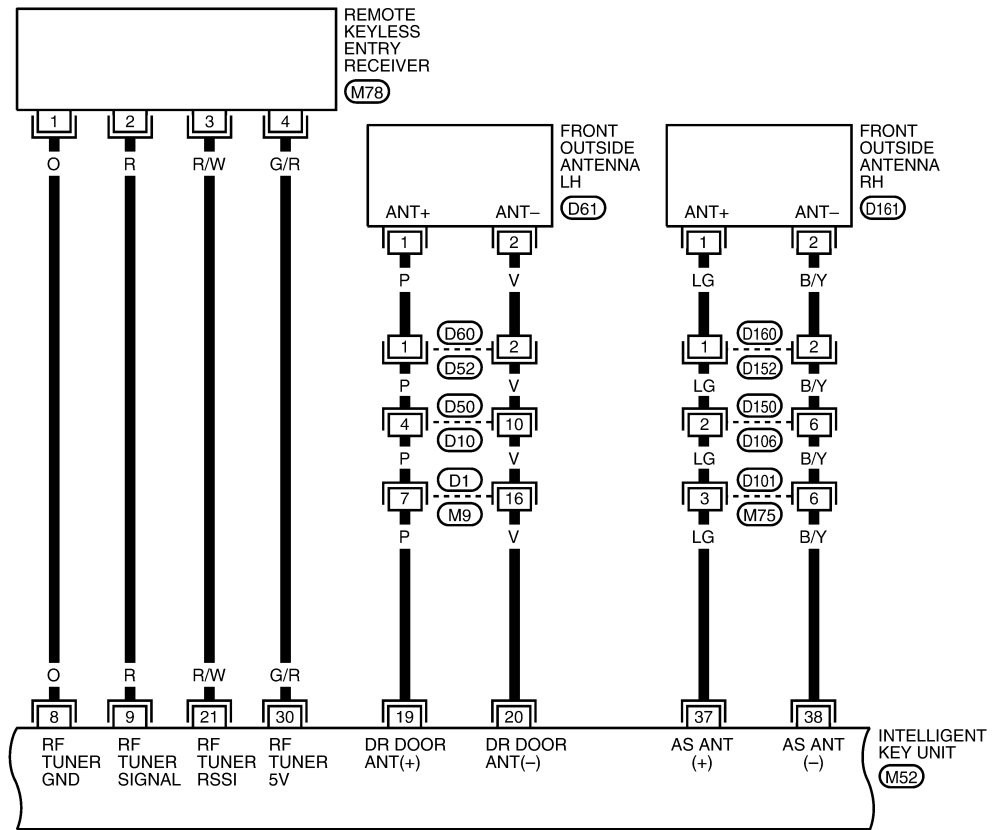 REMOTE
KEYLESS
ENTRY
RECEIVER
M78
1 2 3 4
O R R/W G/R
FRONT
OUTSIDE
ANTENNA
LH
D61
ANT+ ANT–
1 2
P V
FRONT
OUTSIDE
ANTENNA
RH
D161
ANT+ ANT–
1 2
LG B/Y
D60
1 2
D52
P V
D50
4 10
D10
P V
D1
7 16
M9
P V
D160
1 2
D152
LG B/Y
D150
2 6
D106
LG B/Y
D101
3 6
M75
LG B/Y
O R R/W G/R
8 9 21 30 19 20 37 38
RF
TUNER
GND
RF
TUNER
SIGNAL
RF
TUNER
RSSI
RF
TUNER
5V
DR DOOR
ANT(+)
DR DOOR
ANT(–)
AS ANT
(+)
AS ANT
(–)
INTELLIGENT
KEY UNIT
M52